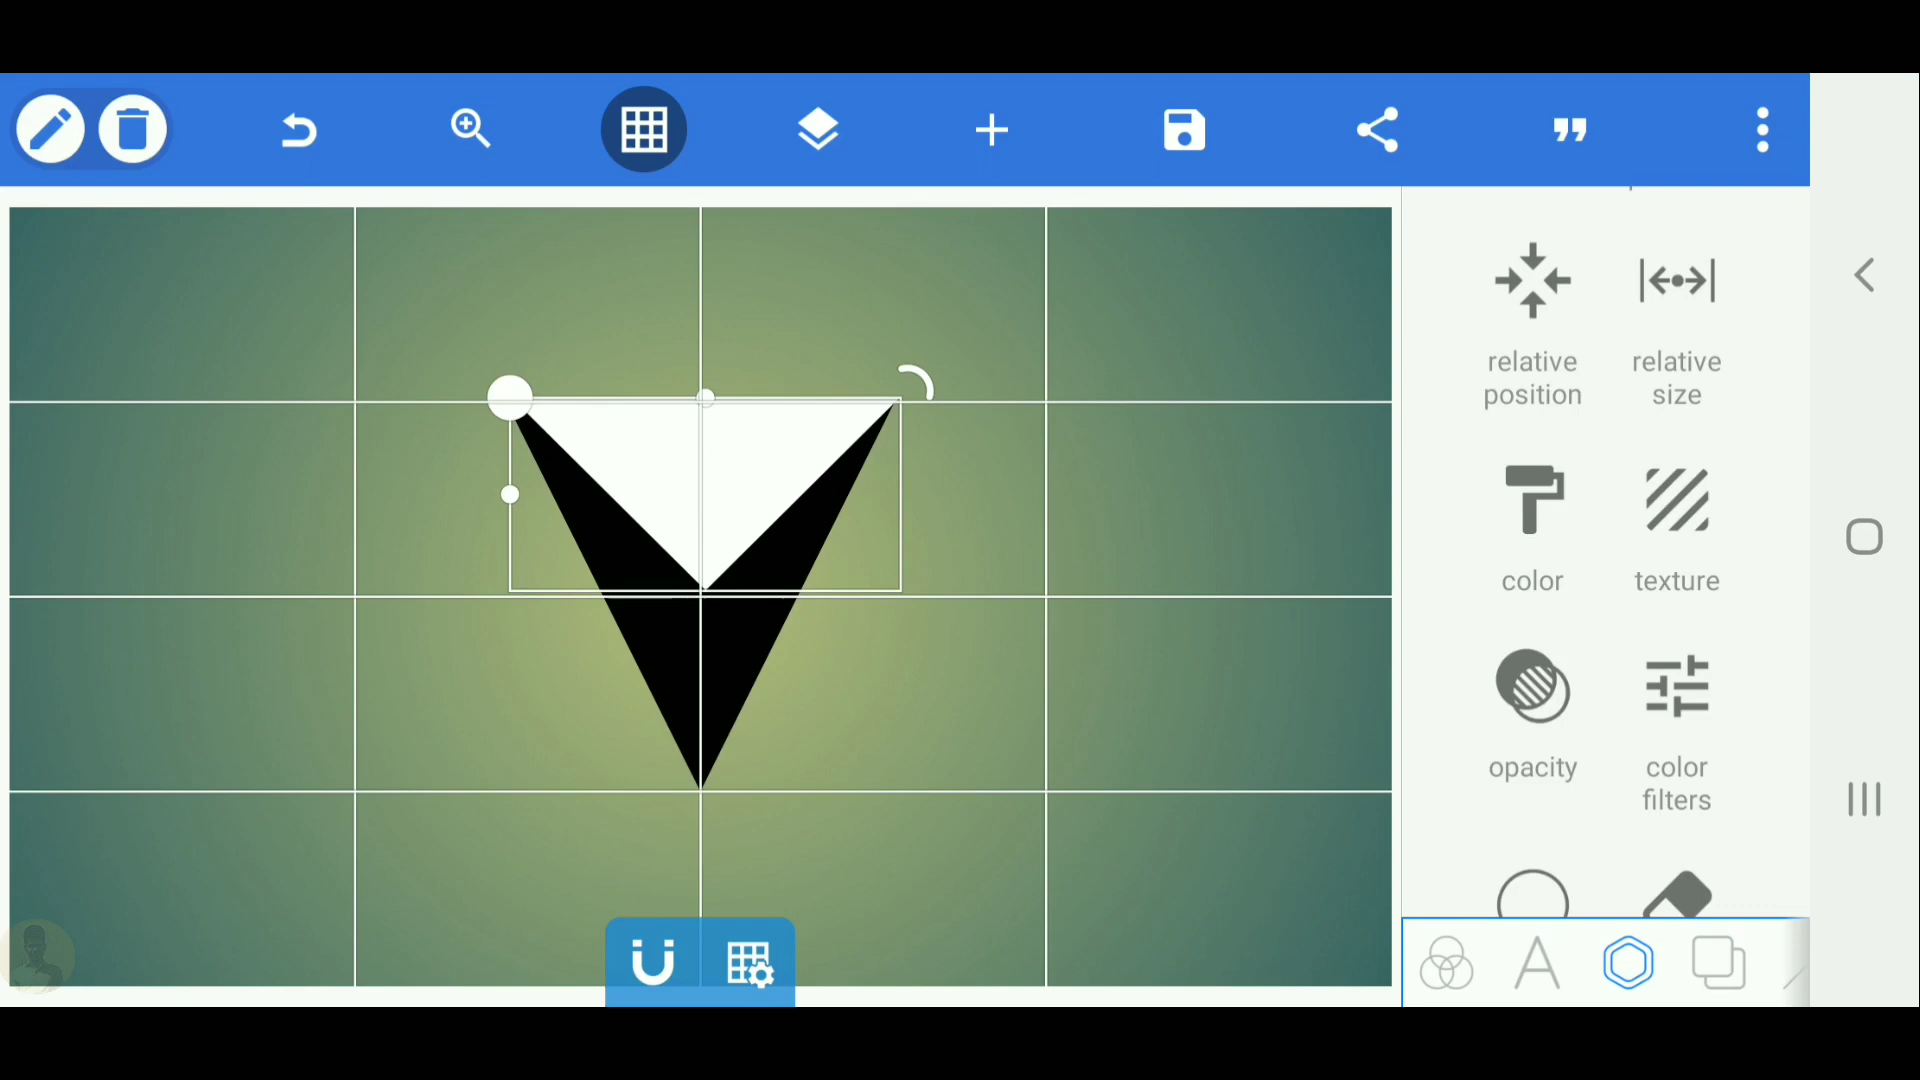 relative
position
relative
size
color
texture
opacity
color
filters